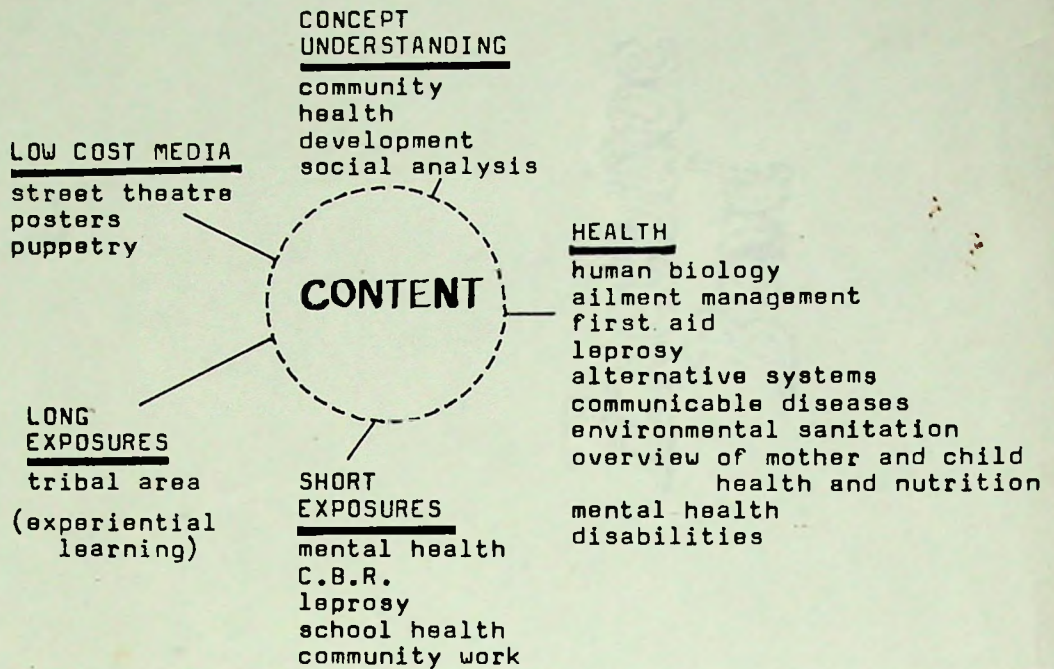 CONCEPT
UNDERSTANDING
community
health
development
social analysis
LOW COST MEDIA
street theatre
posters
puppetry
CONTENT
HEALTH
human biology
ailment management
first aid
leprosy
alternative systems
communicable diseases
environmental sanitation
overview of mother and child
health and nutrition
mental health
disabilities
LONG
EXPOSURES
tribal area
(experiential
learning)
SHORT
EXPOSURES
mental health
C.B.R.
leprosy
school health
community work